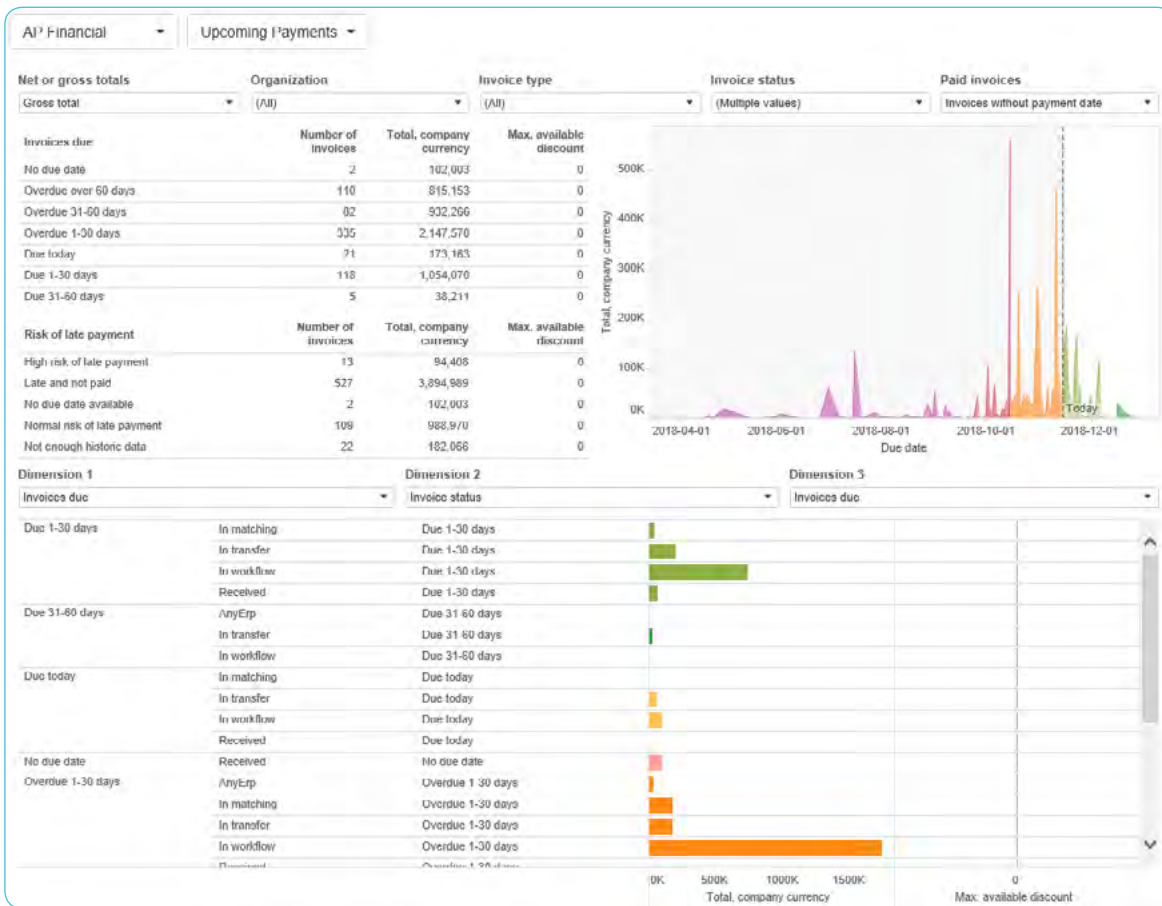 AP Financial Upcoming Payments
Net or gross totals Organization Invoice type Invoice status Paid invoices
Gross total (All) (All) (Multiple values) Invoices without payment date
Invoices due Number of invoices Total, company currency Max. available discount
No due date 2 102,003 0
Overdue over 60 days 110 815,153 0
Overdue 31-60 days 82 932,266 0
Overdue 1-30 days 335 2,147,570 0
Due today 21 173,163 0
Due 1-30 days 118 1,054,070 0
Due 31-60 days 5 38,211 0
Risk of late payment Number of invoices Total, company currency Max. available discount
High risk of late payment 13 94,408 0
Late and not paid 527 3,894,989 0
No due date available 2 102,003 0
Normal risk of late payment 109 988,970 0
Not enough historic data 22 182,066 0
Total, company currency
500K
400K
300K
200K
100K
0K
Today
2018-04-01 2018-06-01 2018-08-01 2018-10-01 2018-12-01
Due date
Dimension 1 Dimension 2 Dimension 3
Invoices due Invoice status Invoices due
Due 1-30 days In matching Due 1-30 days
In transfer Due 1-30 days
In workflow Due 1-30 days
Received Due 1-30 days
Due 31-60 days AnyErp Due 31-60 days
In transfer Due 31-60 days
In workflow Due 31-60 days
Due today In matching Due today
In transfer Due today
In workflow Due today
Received Due today
No due date Received No due date
Overdue 1-30 days AnyErp Overdue 1-30 days
In matching Overdue 1-30 days
In transfer Overdue 1-30 days
In workflow Overdue 1-30 days
0K 500K 1000K 1500K 0
Total, company currency Max. available discount